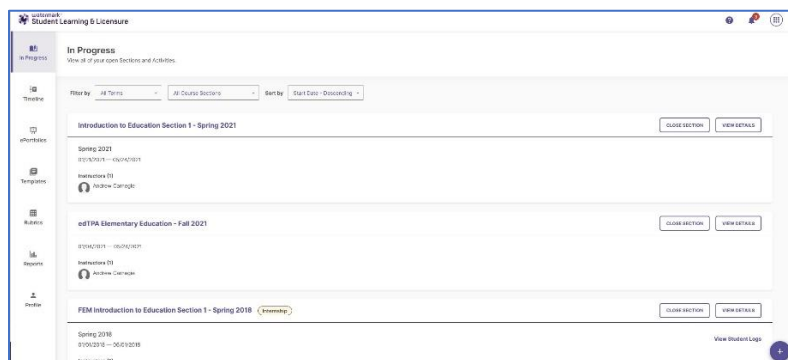 watermark
Student Learning & Licensure
In Progress
In Progress
View all of your open Sections and Activities.
Timeline
Filter by
All Terms
All Course Sections
Sort by
Start Date - Descending
ePortfolios
Introduction to Education Section 1 - Spring 2021
CLOSE SECTION
VIEW DETAILS
Spring 2021
Instructors (1)
Andrew Carnegie
Templates
Rubrics
edTPA Elementary Education - Fall 2021
CLOSE SECTION
VIEW DETAILS
Instructors (1)
Andrew Carnegie
Reports
Profile
FEM Introduction to Education Section 1 - Spring 2018
Internship
CLOSE SECTION
VIEW DETAILS
Spring 2018
View Student Logs